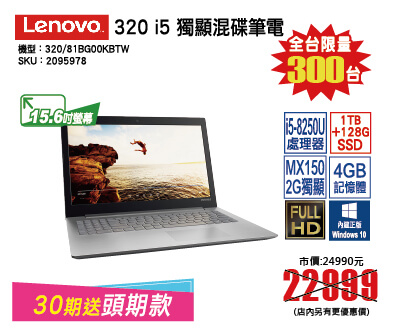 Lenovo 320 i5 獨顯混碟筆電
機型：320/81BG00KBTW
SKU：2095978
全台限量
300台
15.6吋螢幕
i5-8250U
處理器
1TB
+128G
SSD
MX150
2G獨顯
4GB
記憶體
FULL
HD
內建正版
Windows 10
市價:24990元
22999
(店內另有更優惠價)
30期送頭期款